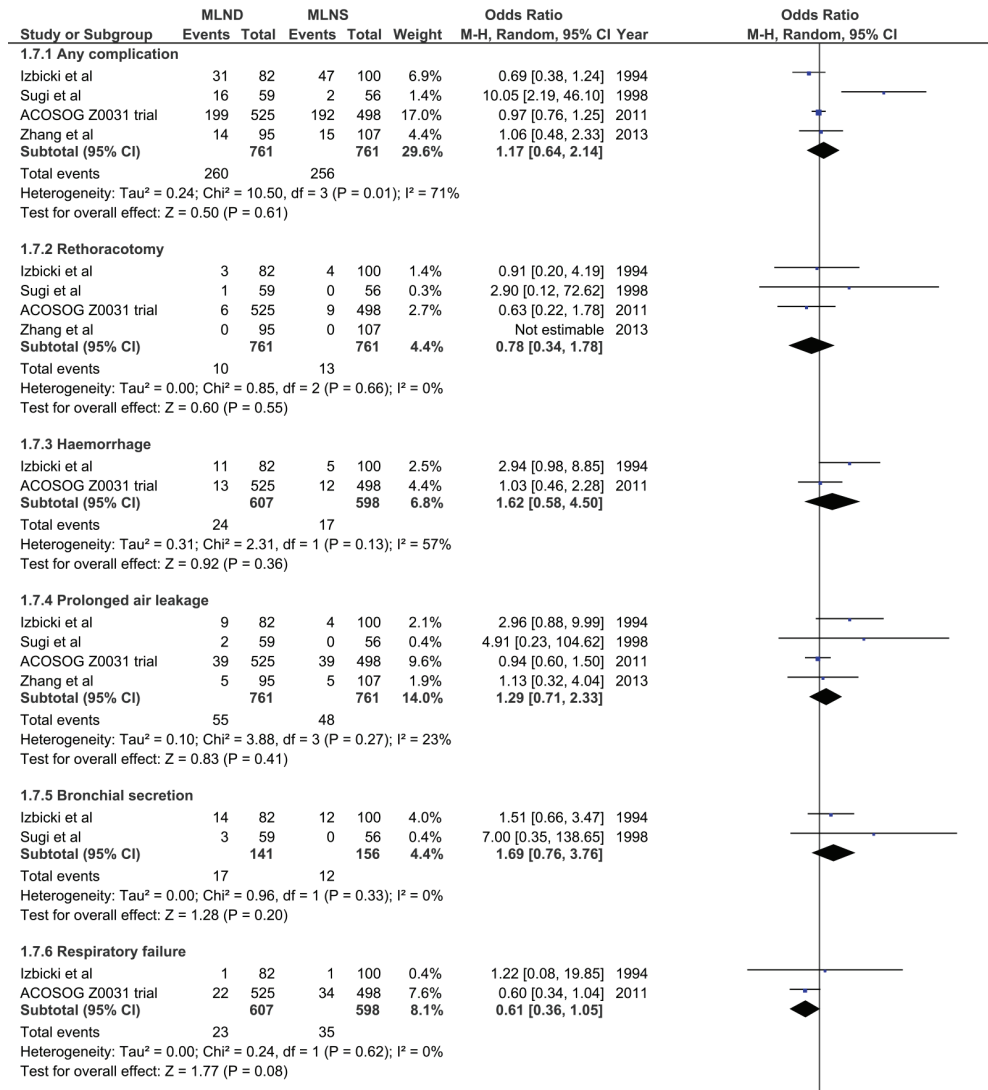 MLND MLNS Odds Ratio Odds Ratio
Study or Subgroup Events Total Events Total Weight M-H, Random, 95% CI Year M-H, Random, 95% CI
1.7.1 Any complication
Izbicki et al 31 82 47 100 6.9% 0.69 [0.38, 1.24] 1994
Sugi et al 16 59 2 56 1.4% 10.05 [2.19, 46.10] 1998
ACOSOG Z0031 trial 199 525 192 498 17.0% 0.97 [0.76, 1.25] 2011
Zhang et al 14 95 15 107 4.4% 1.06 [0.48, 2.33] 2013
Subtotal (95% CI) 761 761 29.6% 1.17 [0.64, 2.14]
Total events 260 256
Heterogeneity: Tau² = 0.24; Chi² = 10.50, df = 3 (P = 0.01); I² = 71%
Test for overall effect: Z = 0.50 (P = 0.61)
1.7.2 Rethoracotomy
Izbicki et al 3 82 4 100 1.4% 0.91 [0.20, 4.19] 1994
Sugi et al 1 59 0 56 0.3% 2.90 [0.12, 72.62] 1998
ACOSOG Z0031 trial 6 525 9 498 2.7% 0.63 [0.22, 1.78] 2011
Zhang et al 0 95 0 107 Not estimable 2013
Subtotal (95% CI) 761 761 4.4% 0.78 [0.34, 1.78]
Total events 10 13
Heterogeneity: Tau² = 0.00; Chi² = 0.85, df = 2 (P = 0.66); I² = 0%
Test for overall effect: Z = 0.60 (P = 0.55)
1.7.3 Haemorrhage
Izbicki et al 11 82 5 100 2.5% 2.94 [0.98, 8.85] 1994
ACOSOG Z0031 trial 13 525 12 498 4.4% 1.03 [0.46, 2.28] 2011
Subtotal (95% CI) 607 598 6.8% 1.62 [0.58, 4.50]
Total events 24 17
Heterogeneity: Tau² = 0.31; Chi² = 2.31, df = 1 (P = 0.13); I² = 57%
Test for overall effect: Z = 0.92 (P = 0.36)
1.7.4 Prolonged air leakage
Izbicki et al 9 82 4 100 2.1% 2.96 [0.88, 9.99] 1994
Sugi et al 2 59 0 56 0.4% 4.91 [0.23, 104.62] 1998
ACOSOG Z0031 trial 39 525 39 498 9.6% 0.94 [0.60, 1.50] 2011
Zhang et al 5 95 5 107 1.9% 1.13 [0.32, 4.04] 2013
Subtotal (95% CI) 761 761 14.0% 1.29 [0.71, 2.33]
Total events 55 48
Heterogeneity: Tau² = 0.10; Chi² = 3.88, df = 3 (P = 0.27); I² = 23%
Test for overall effect: Z = 0.83 (P = 0.41)
1.7.5 Bronchial secretion
Izbicki et al 14 82 12 100 4.0% 1.51 [0.66, 3.47] 1994
Sugi et al 3 59 0 56 0.4% 7.00 [0.35, 138.65] 1998
Subtotal (95% CI) 141 156 4.4% 1.69 [0.76, 3.76]
Total events 17 12
Heterogeneity: Tau² = 0.00; Chi² = 0.96, df = 1 (P = 0.33); I² = 0%
Test for overall effect: Z = 1.28 (P = 0.20)
1.7.6 Respiratory failure
Izbicki et al 1 82 1 100 0.4% 1.22 [0.08, 19.85] 1994
ACOSOG Z0031 trial 22 525 34 498 7.6% 0.60 [0.34, 1.04] 2011
Subtotal (95% CI) 607 598 8.1% 0.61 [0.36, 1.05]
Total events 23 35
Heterogeneity: Tau² = 0.00; Chi² = 0.24, df = 1 (P = 0.62); I² = 0%
Test for overall effect: Z = 1.77 (P = 0.08)